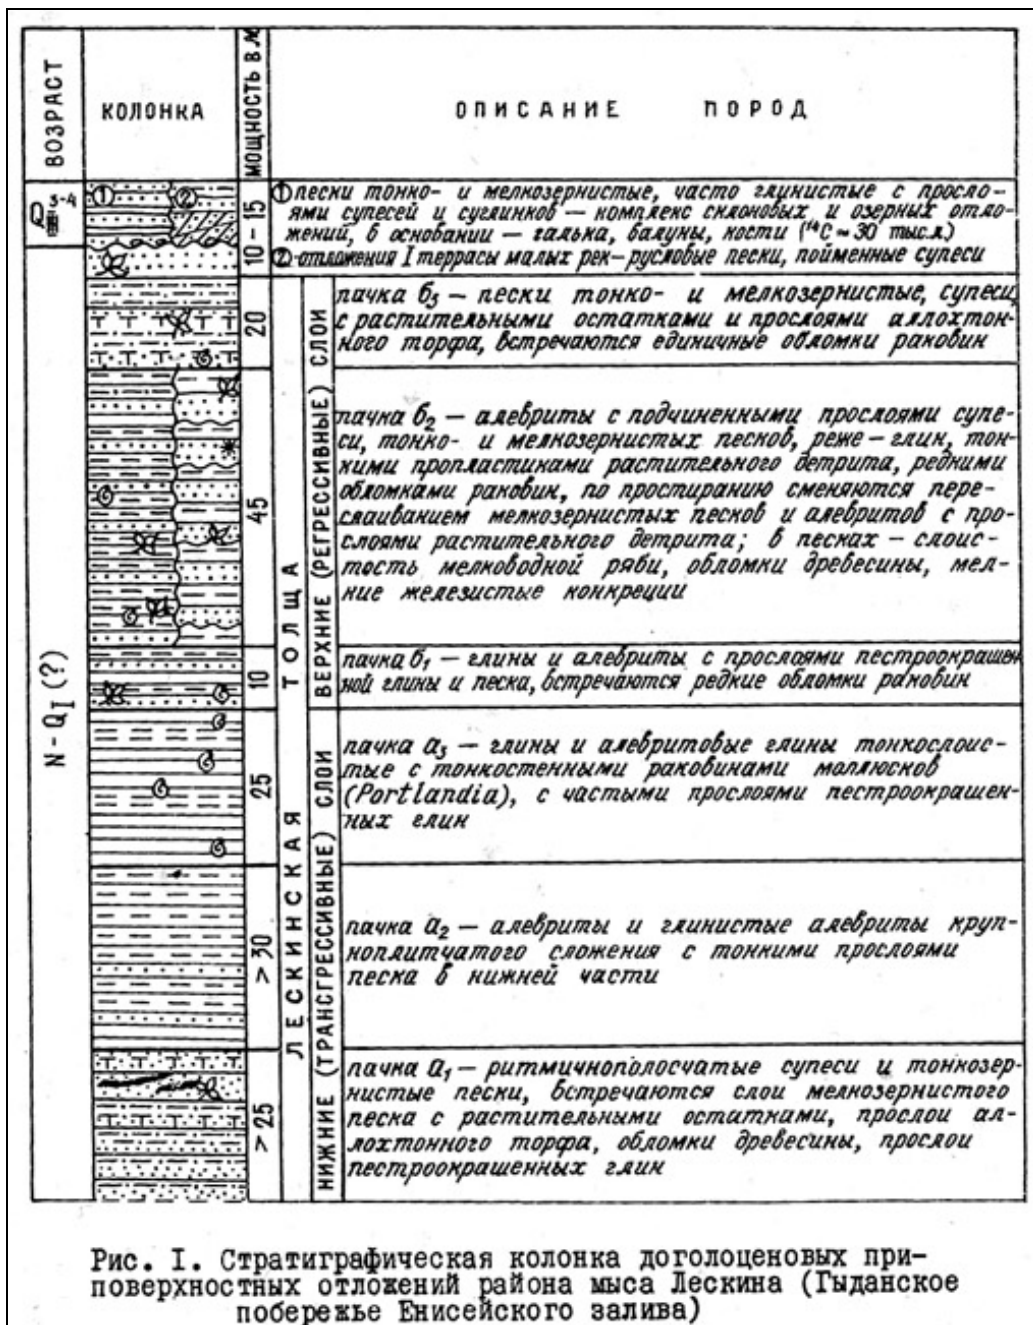 ВОЗРАСТ
КОЛОНКА
МОЩНОСТЬ В М
ОПИСАНИЕ ПОРОД
3-4
① ②
10-15
① пески тонко- и мелкозернистые, часто глинистые с просло-
ями супесей и суглинков — комплекс склоновых и озерных отло-
жений, в основании — галька, валуны, кости (¹⁴C ≈ 30 тыс.л.)
② отложения I террасы малых рек — русловые пески, пойменные супеси
N - Q_I (?)
ЛЕСКИНСКАЯ ТОЛЩА
ВЕРХНИЕ (РЕГРЕССИВНЫЕ) СЛОИ
20
пачка б₃ — пески тонко- и мелкозернистые, супеси,
с растительными остатками и прослоями аллохтон-
ного торфа, встречаются единичные обломки раковин
45
пачка б₂ — алевриты с подчиненными прослоями супе-
си, тонко- и мелкозернистых песков, реже — глин, тон-
кими пропластиками растительного детрита, редкими
обломками раковин, по простиранию сменяются пере-
слаиванием мелкозернистых песков и алевритов с про-
слоями растительного детрита; в песках — слоис-
тость мелководной ряби, обломки древесины, мел-
кие железистые конкреции
10
пачка б₁ — глины и алевриты с прослоями пестроокрашен-
ной глины и песка, встречаются редкие обломки раковин
НИЖНИЕ (ТРАНСГРЕССИВНЫЕ) СЛОИ
25
пачка а₃ — глины и алевритовые глины тонкослоис-
тые с тонкостенными раковинами моллюсков
(Portlandia), с частыми прослоями пестроокрашен-
ных глин
>30
пачка а₂ — алевриты и глинистые алевриты круп-
ноплитчатого сложения с тонкими прослоями
песка в нижней части
>25
пачка а₁ — ритмичнополосчатые супеси и тонкозер-
нистые пески, встречаются слои мелкозернистого
песка с растительными остатками, прослои ал-
лохтонного торфа, обломки древесины, прослои
пестроокрашенных глин
Рис. I. Стратиграфическая колонка доголоценовых при-
поверхностных отложений района мыса Лескина (Гыданское
побережье Енисейского залива)